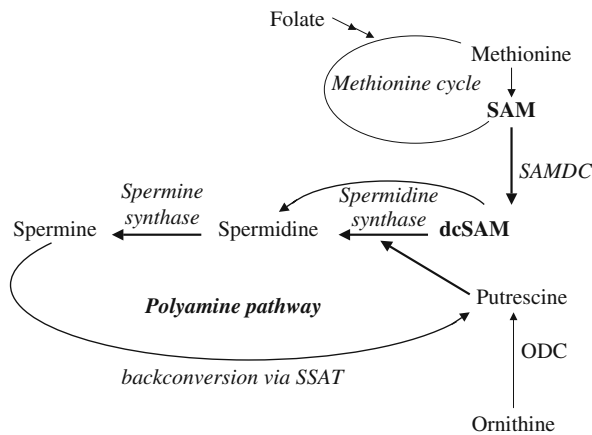 Folate
Methionine
Methionine cycle
SAM
SAMDC
Spermine
synthase
Spermidine
synthase
Spermine
Spermidine
dcSAM
Polyamine pathway
Putrescine
backconversion via SSAT
ODC
Ornithine